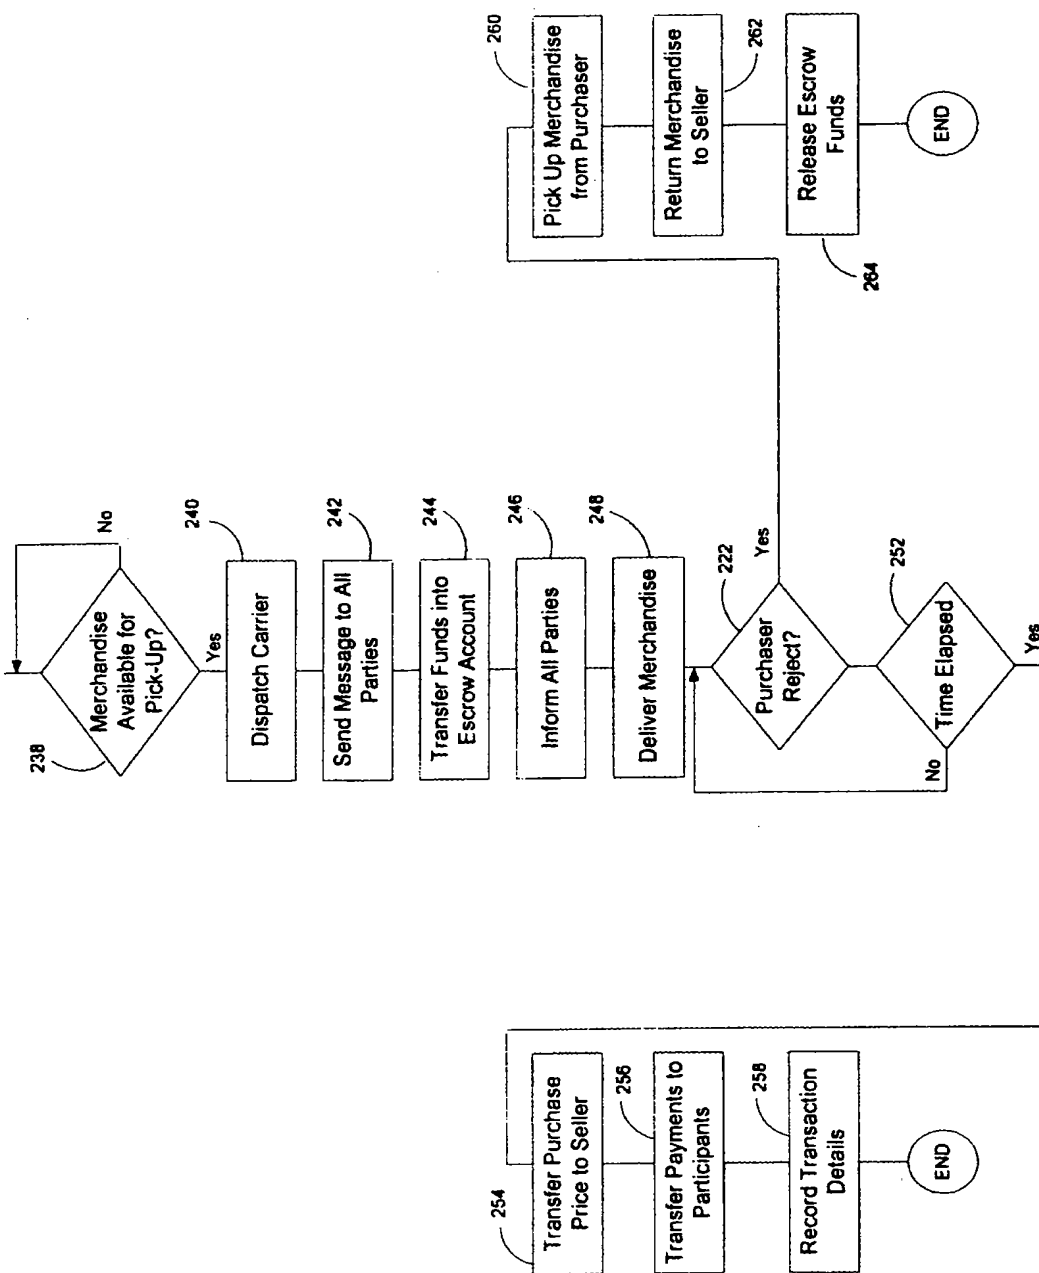 238
Merchandise
Available for
Pick-Up?
No
Yes
240
Dispatch Carrier
242
Send Message to All
Parties
244
Transfer Funds into
Escrow Account
246
Inform All Parties
248
Deliver Merchandise
222
Purchaser
Reject?
Yes
252
Time Elapsed
No
Yes
254
Transfer Purchase
Price to Seller
256
Transfer Payments to
Participants
258
Record Transaction
Details
END
260
Pick Up Merchandise
from Purchaser
262
Return Merchandise
to Seller
264
Release Escrow
Funds
END